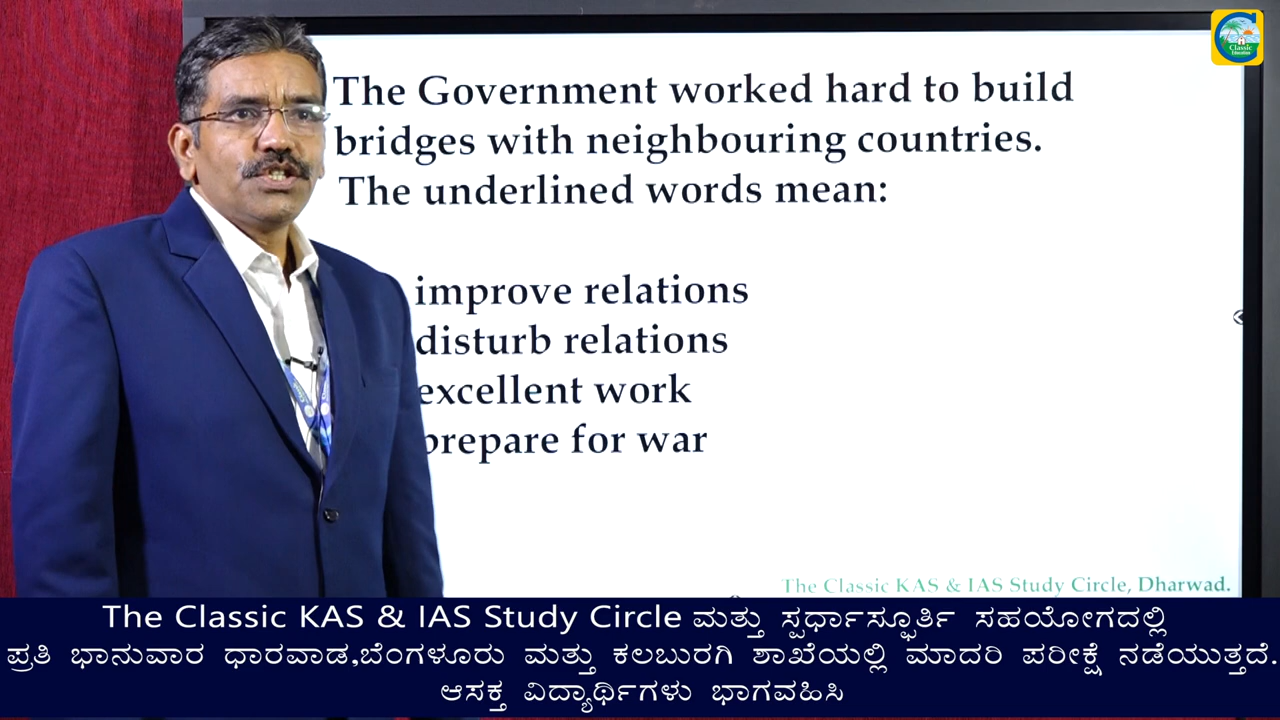 The Government worked hard to build
bridges with neighbouring countries.
The underlined words mean:
improve relations
disturb relations
excellent work
prepare for war
The Classic KAS & IAS Study Circle, Dharwad.
Classic
Education
The Classic KAS & IAS Study Circle ಮತ್ತು ಸ್ಪರ್ಧಾಸ್ಫೂರ್ತಿ ಸಹಯೋಗದಲ್ಲಿ
ಪ್ರತಿ ಭಾನುವಾರ ಧಾರವಾಡ,ಬೆಂಗಳೂರು ಮತ್ತು ಕಲಬುರಗಿ ಶಾಖೆಯಲ್ಲಿ ಮಾದರಿ ಪರೀಕ್ಷೆ ನಡೆಯುತ್ತದೆ.
ಆಸಕ್ತ ವಿದ್ಯಾರ್ಥಿಗಳು ಭಾಗವಹಿಸಿ